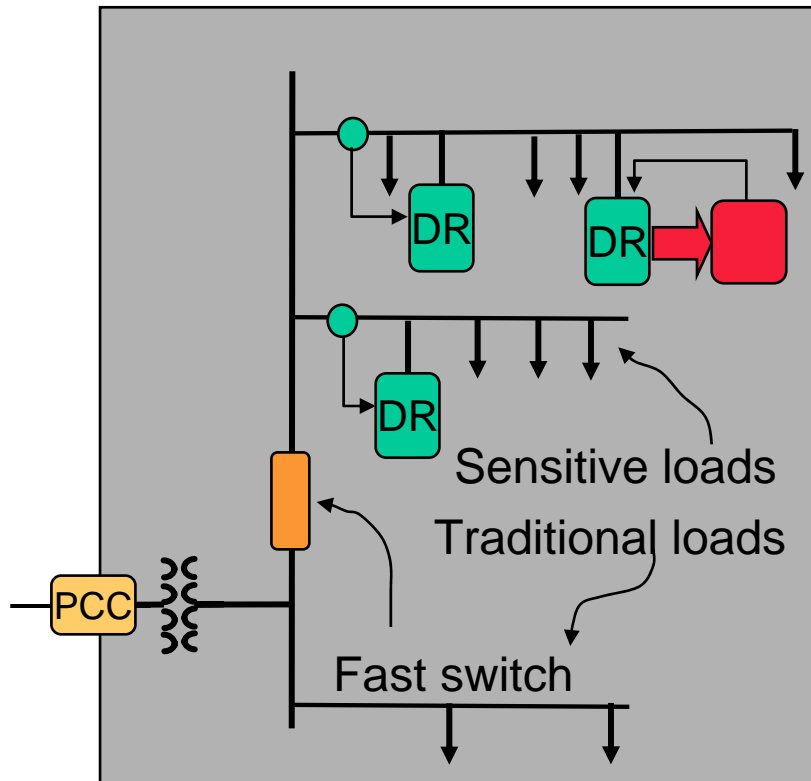 DR
DR
DR
Sensitive loads
Traditional loads
PCC
Fast switch